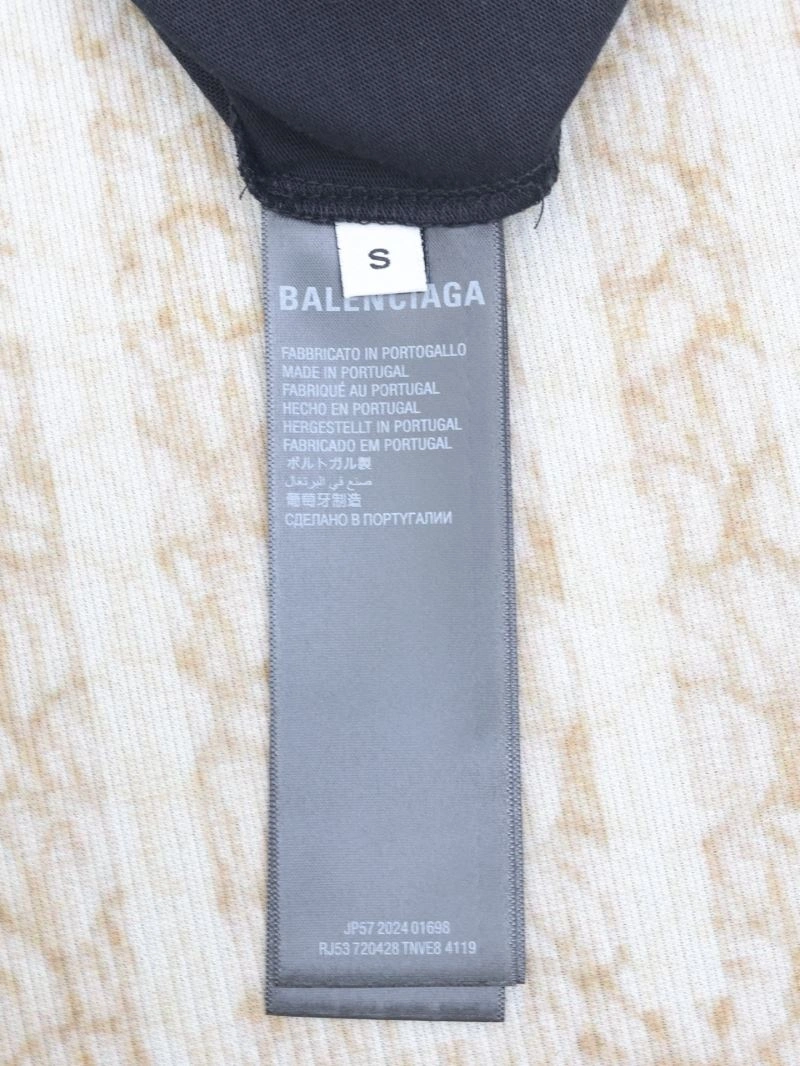 S
BALENCIAGA
FABBRICATO IN PORTOGALLO
MADE IN PORTUGAL
FABRIQUÉ AU PORTUGAL
HECHO EN PORTUGAL
HERGESTELLT IN PORTUGAL
FABRICADO EM PORTUGAL
ポルトガル製
صنع في البرتغال
葡萄牙制造
СДЕЛАНО В ПОРТУГАЛИИ
JP57 2024 01698
RJ53 720428 TNVE8 4119